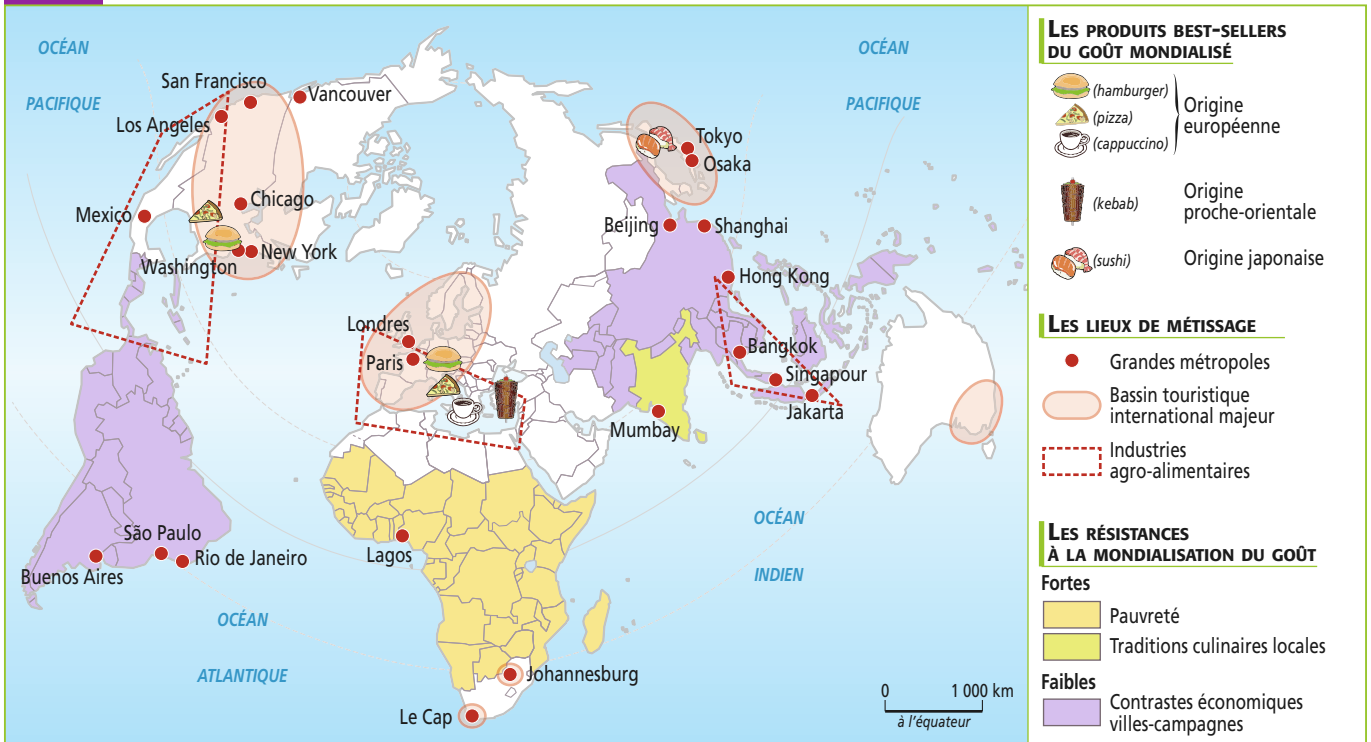 OCÉAN
PACIFIQUE
San Francisco
Vancouver
Los Angeles
Chicago
Mexico
New York
Washington
OCÉAN
PACIFIQUE
Tokyo
Osaka
Beijing
Shanghai
Hong Kong
Londres
Paris
Bangkok
Singapour
Jakarta
Mumbay
São Paulo
Rio de Janeiro
Buenos Aires
Lagos
OCÉAN
INDIEN
OCÉAN
ATLANTIQUE
Johannesburg
Le Cap
0 1 000 km
à l'équateur
LES PRODUITS BEST-SELLERS
DU GOÛT MONDIALISÉ
(hamburger)
(pizza)
(cappuccino)
Origine
européenne
(kebab)
Origine
proche-orientale
(sushi)
Origine japonaise
LES LIEUX DE MÉTISSAGE
Grandes métropoles
Bassin touristique
international majeur
Industries
agro-alimentaires
LES RÉSISTANCES
À LA MONDIALISATION DU GOÛT
Fortes
Pauvreté
Traditions culinaires locales
Faibles
Contrastes économiques
villes-campagnes